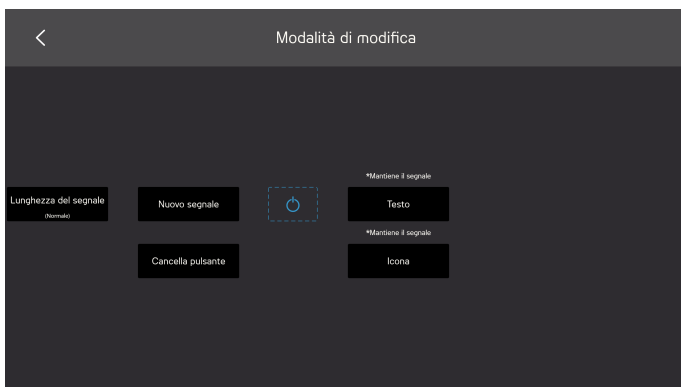 Modalità di modifica
*Mantiene il segnale
Lunghezza del segnale
(Normale)
Nuovo segnale
Testo
*Mantiene il segnale
Cancella pulsante
Icona